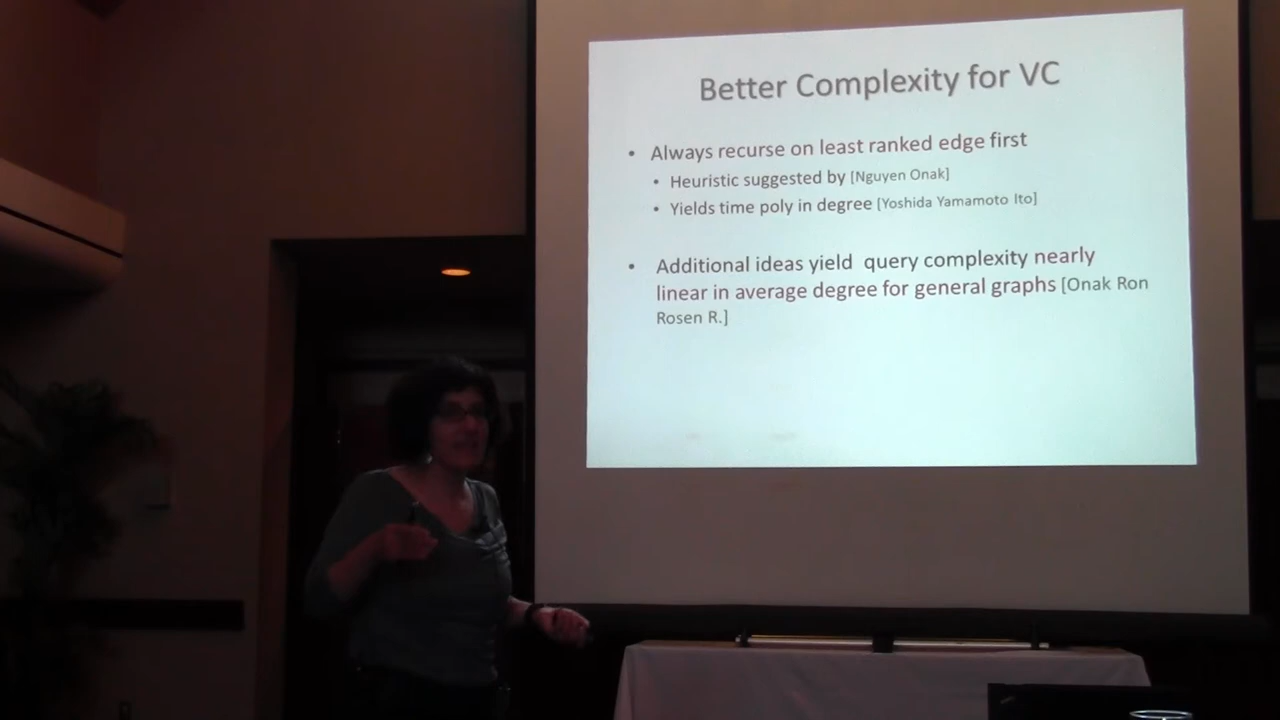 Better Complexity for VC
• Always recurse on least ranked edge first
• Heuristic suggested by [Nguyen Onak]
• Yields time poly in degree [Yoshida Yamamoto Ito]
• Additional ideas yield query complexity nearly
linear in average degree for general graphs [Onak Ron
Rosen R.]